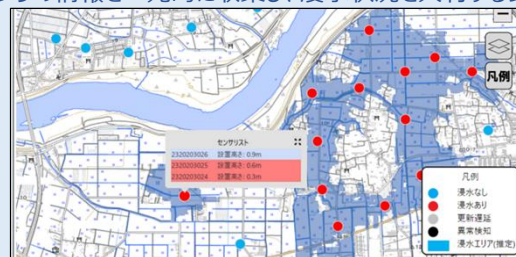 凡例
センサリスト
2320203026 設置高さ: 0.9m
2320203025 設置高さ: 0.6m
2320203024 設置高さ: 0.3m
凡例
浸水なし
浸水あり
更新遅延
異常検知
浸水エリア(推定)